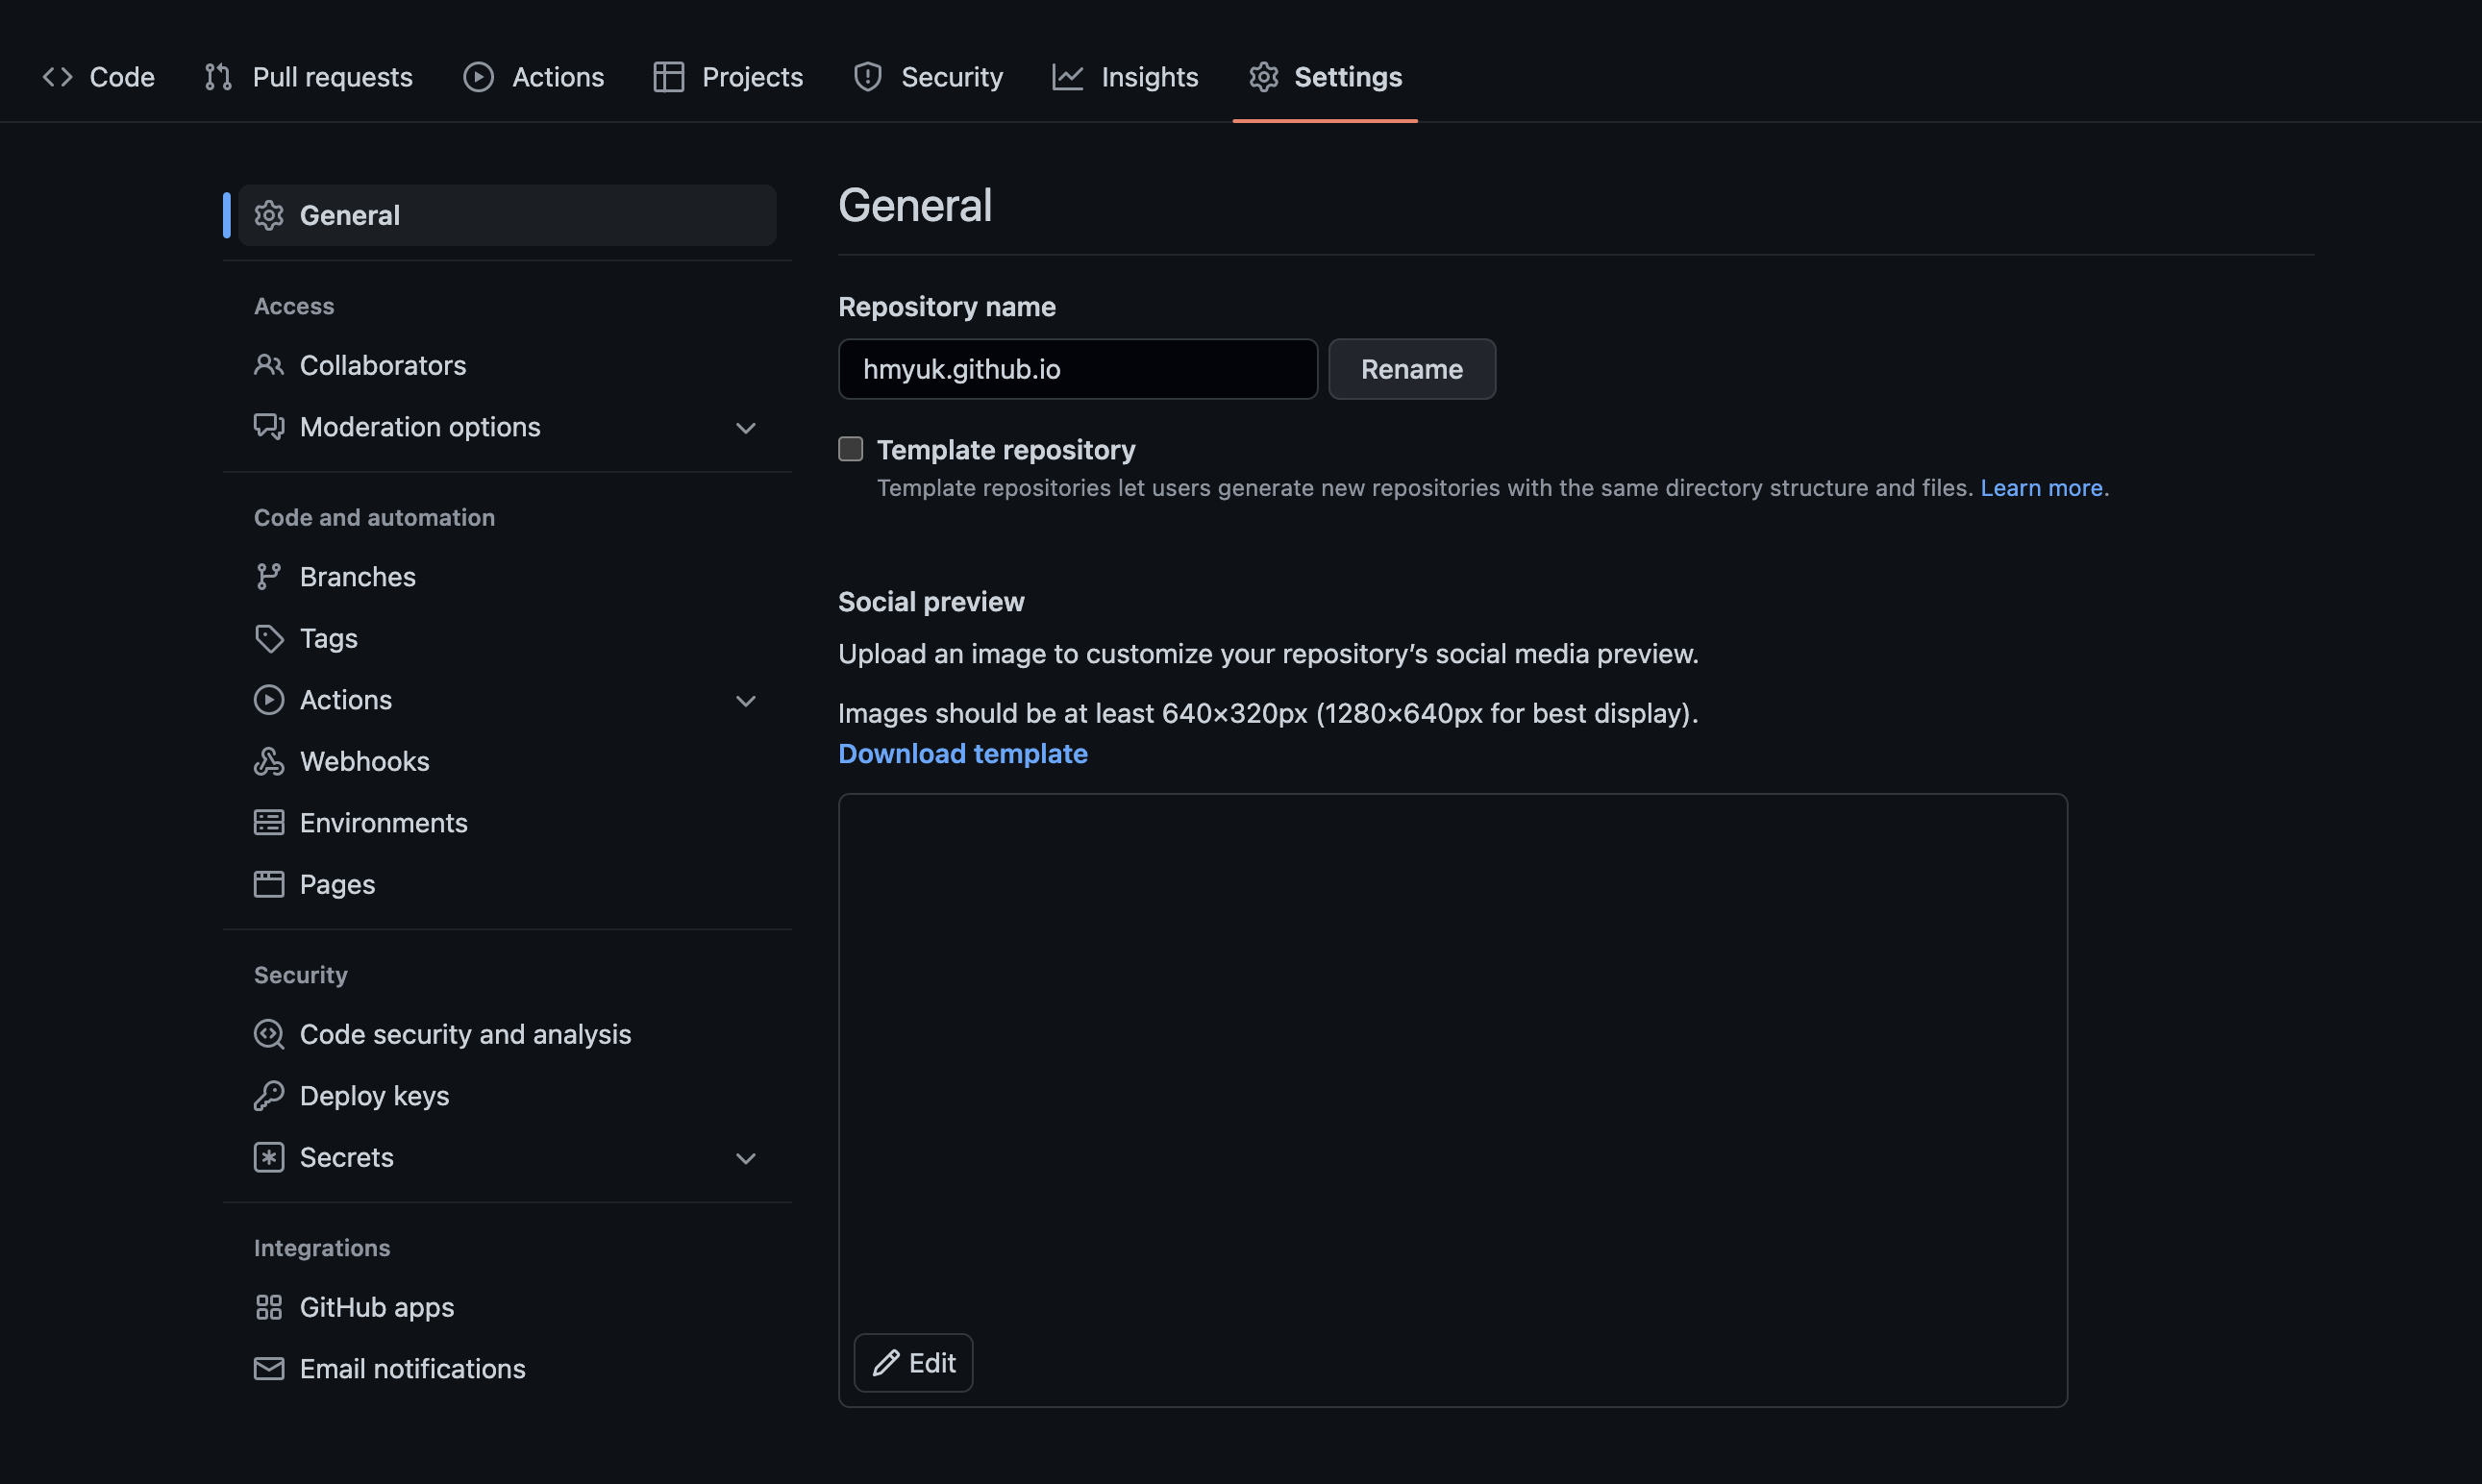 Code Pull requests Actions Projects Security Insights Settings
General
Access
Collaborators
Moderation options
Code and automation
Branches
Tags
Actions
Webhooks
Environments
Pages
Security
Code security and analysis
Deploy keys
Secrets
Integrations
GitHub apps
Email notifications
General
Repository name
hmyuk.github.io Rename
Template repository
Template repositories let users generate new repositories with the same directory structure and files. Learn more.
Social preview
Upload an image to customize your repository’s social media preview.
Images should be at least 640×320px (1280×640px for best display).
Download template
Edit